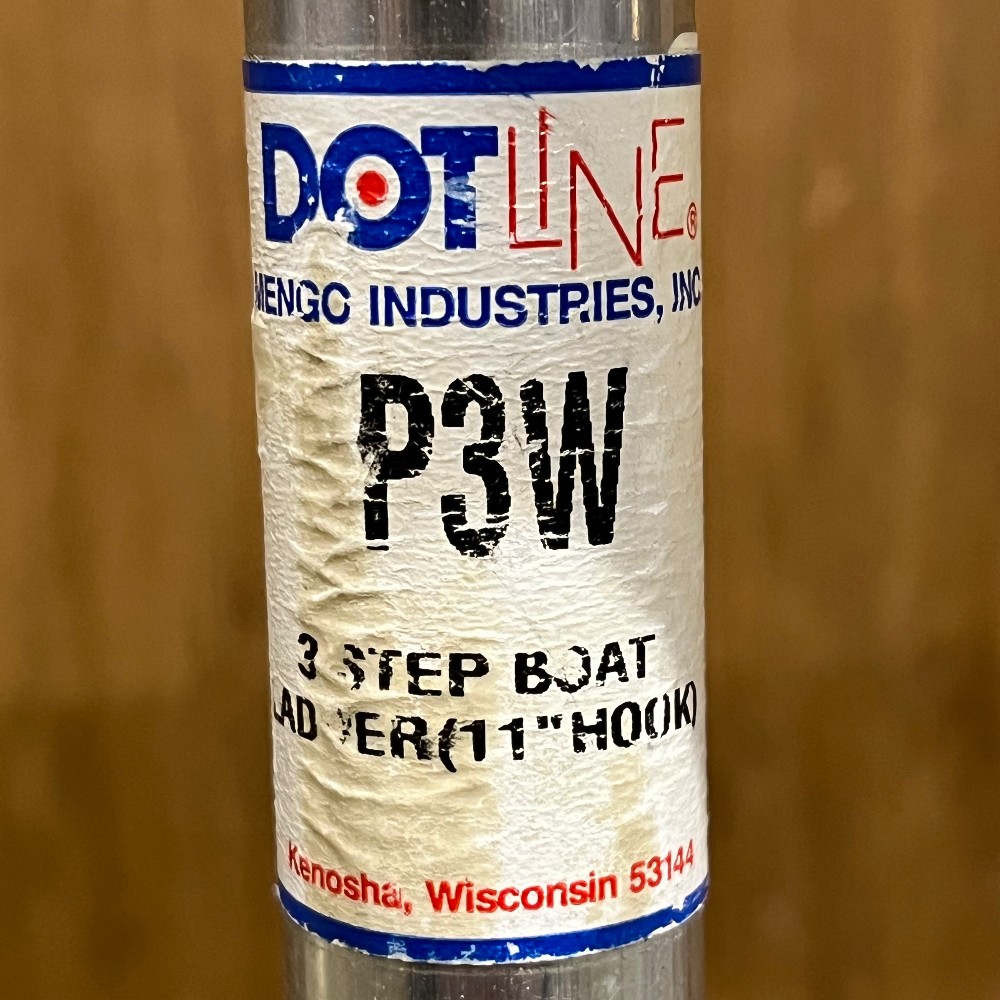 DOTLINE®
MENGO INDUSTRIES, INC
P3W
3 STEP BOAT
LADDER(11"HOOK)
Kenosha, Wisconsin 53144